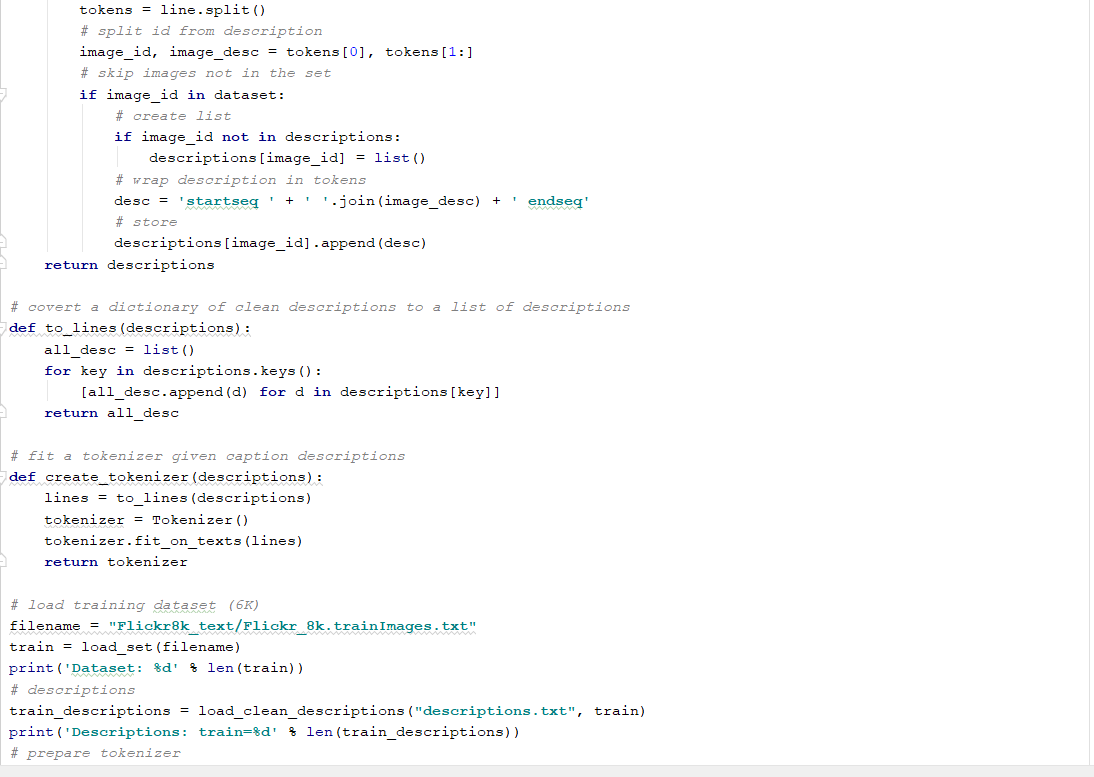 tokens = line.split()
# split id from description
image_id, image_desc = tokens[0], tokens[1:]
# skip images not in the set
if image_id in dataset:
# create list
if image_id not in descriptions:
descriptions[image_id] = list()
# wrap description in tokens
desc = 'startseq ' + ' '.join(image_desc) + ' endseq'
# store
descriptions[image_id].append(desc)
return descriptions
# covert a dictionary of clean descriptions to a list of descriptions
def to_lines(descriptions):
all_desc = list()
for key in descriptions.keys():
[all_desc.append(d) for d in descriptions[key]]
return all_desc
# fit a tokenizer given caption descriptions
def create_tokenizer(descriptions):
lines = to_lines(descriptions)
tokenizer = Tokenizer()
tokenizer.fit_on_texts(lines)
return tokenizer
# load training dataset (6K)
filename = "Flickr8k_text/Flickr_8k.trainImages.txt"
train = load_set(filename)
print('Dataset: %d' % len(train))
# descriptions
train_descriptions = load_clean_descriptions("descriptions.txt", train)
print('Descriptions: train=%d' % len(train_descriptions))
# prepare tokenizer